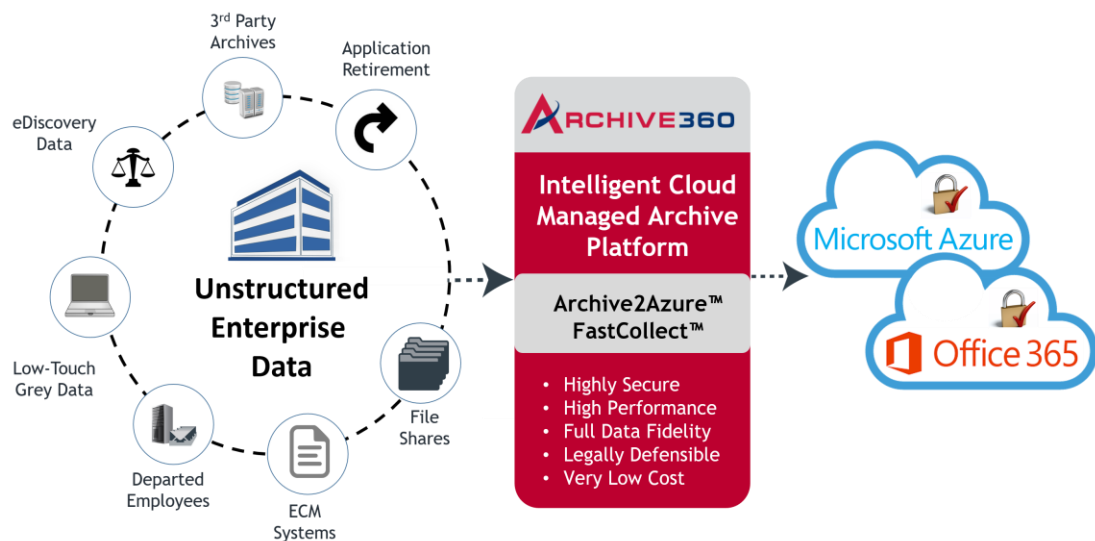 3rd Party
Archives
Application
Retirement
eDiscovery
Data
Low-Touch
Grey Data
Departed
Employees
ECM
Systems
File
Shares
Unstructured
Enterprise
Data
ARCHIVE360
Intelligent Cloud
Managed Archive
Platform
Archive2Azure™
FastCollect™
• Highly Secure
• High Performance
• Full Data Fidelity
• Legally Defensible
• Very Low Cost
Microsoft Azure
Office 365